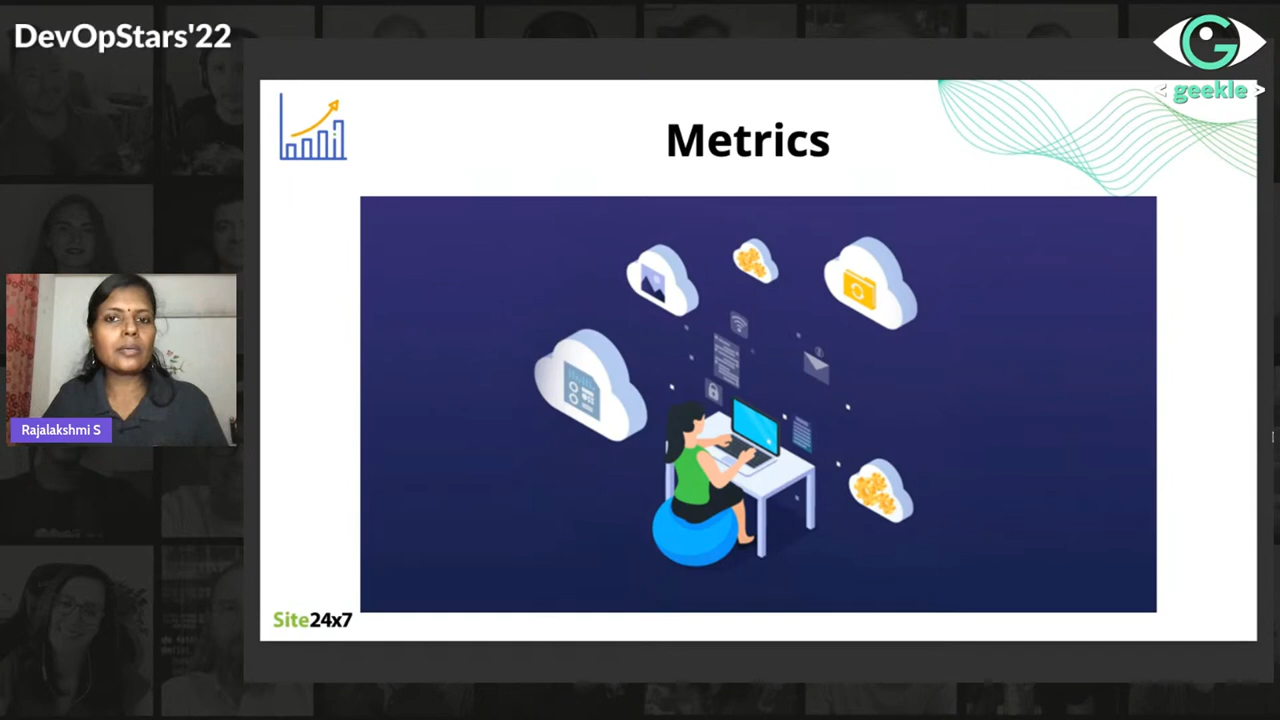 DevOpStars'22
< geekle >
Metrics
Rajalakshmi S
Site24x7